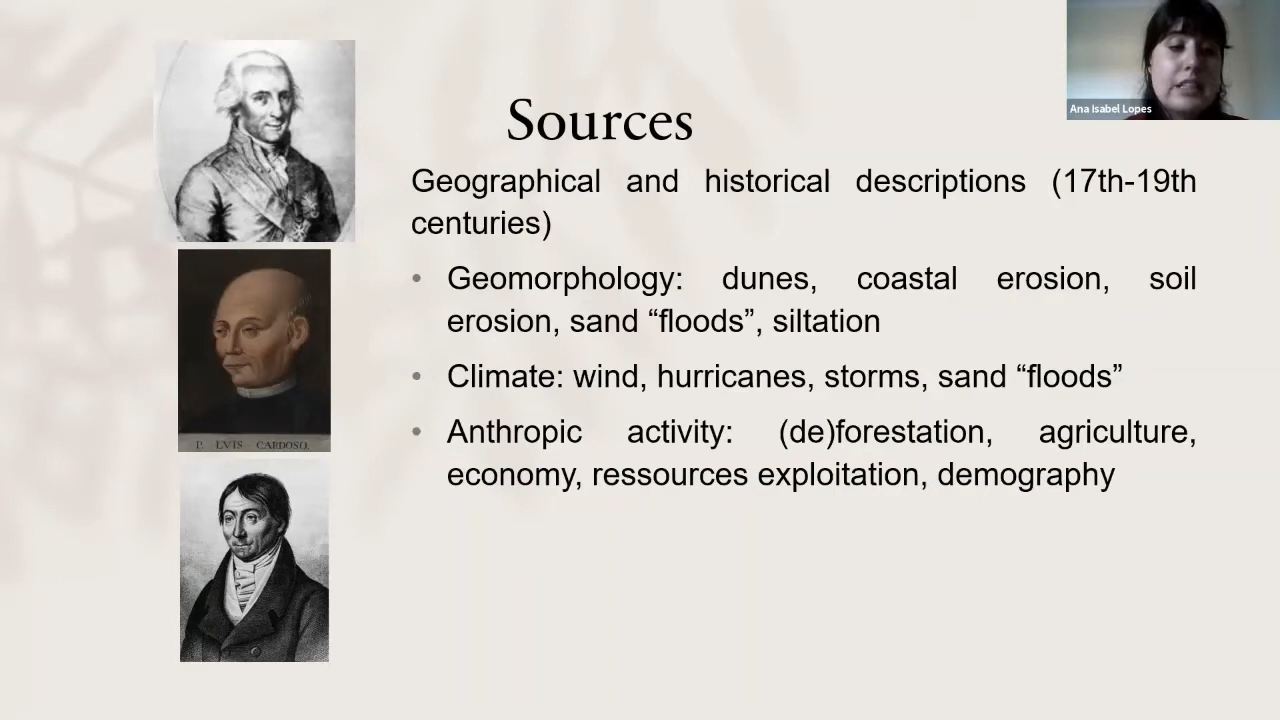 Ana Isabel Lopes
Sources
Geographical and historical descriptions (17th-19th
centuries)
• Geomorphology: dunes, coastal erosion, soil
erosion, sand “floods”, siltation
• Climate: wind, hurricanes, storms, sand “floods”
• Anthropic activity: (de)forestation, agriculture,
economy, ressources exploitation, demography
P. LVIS CARDOSO.